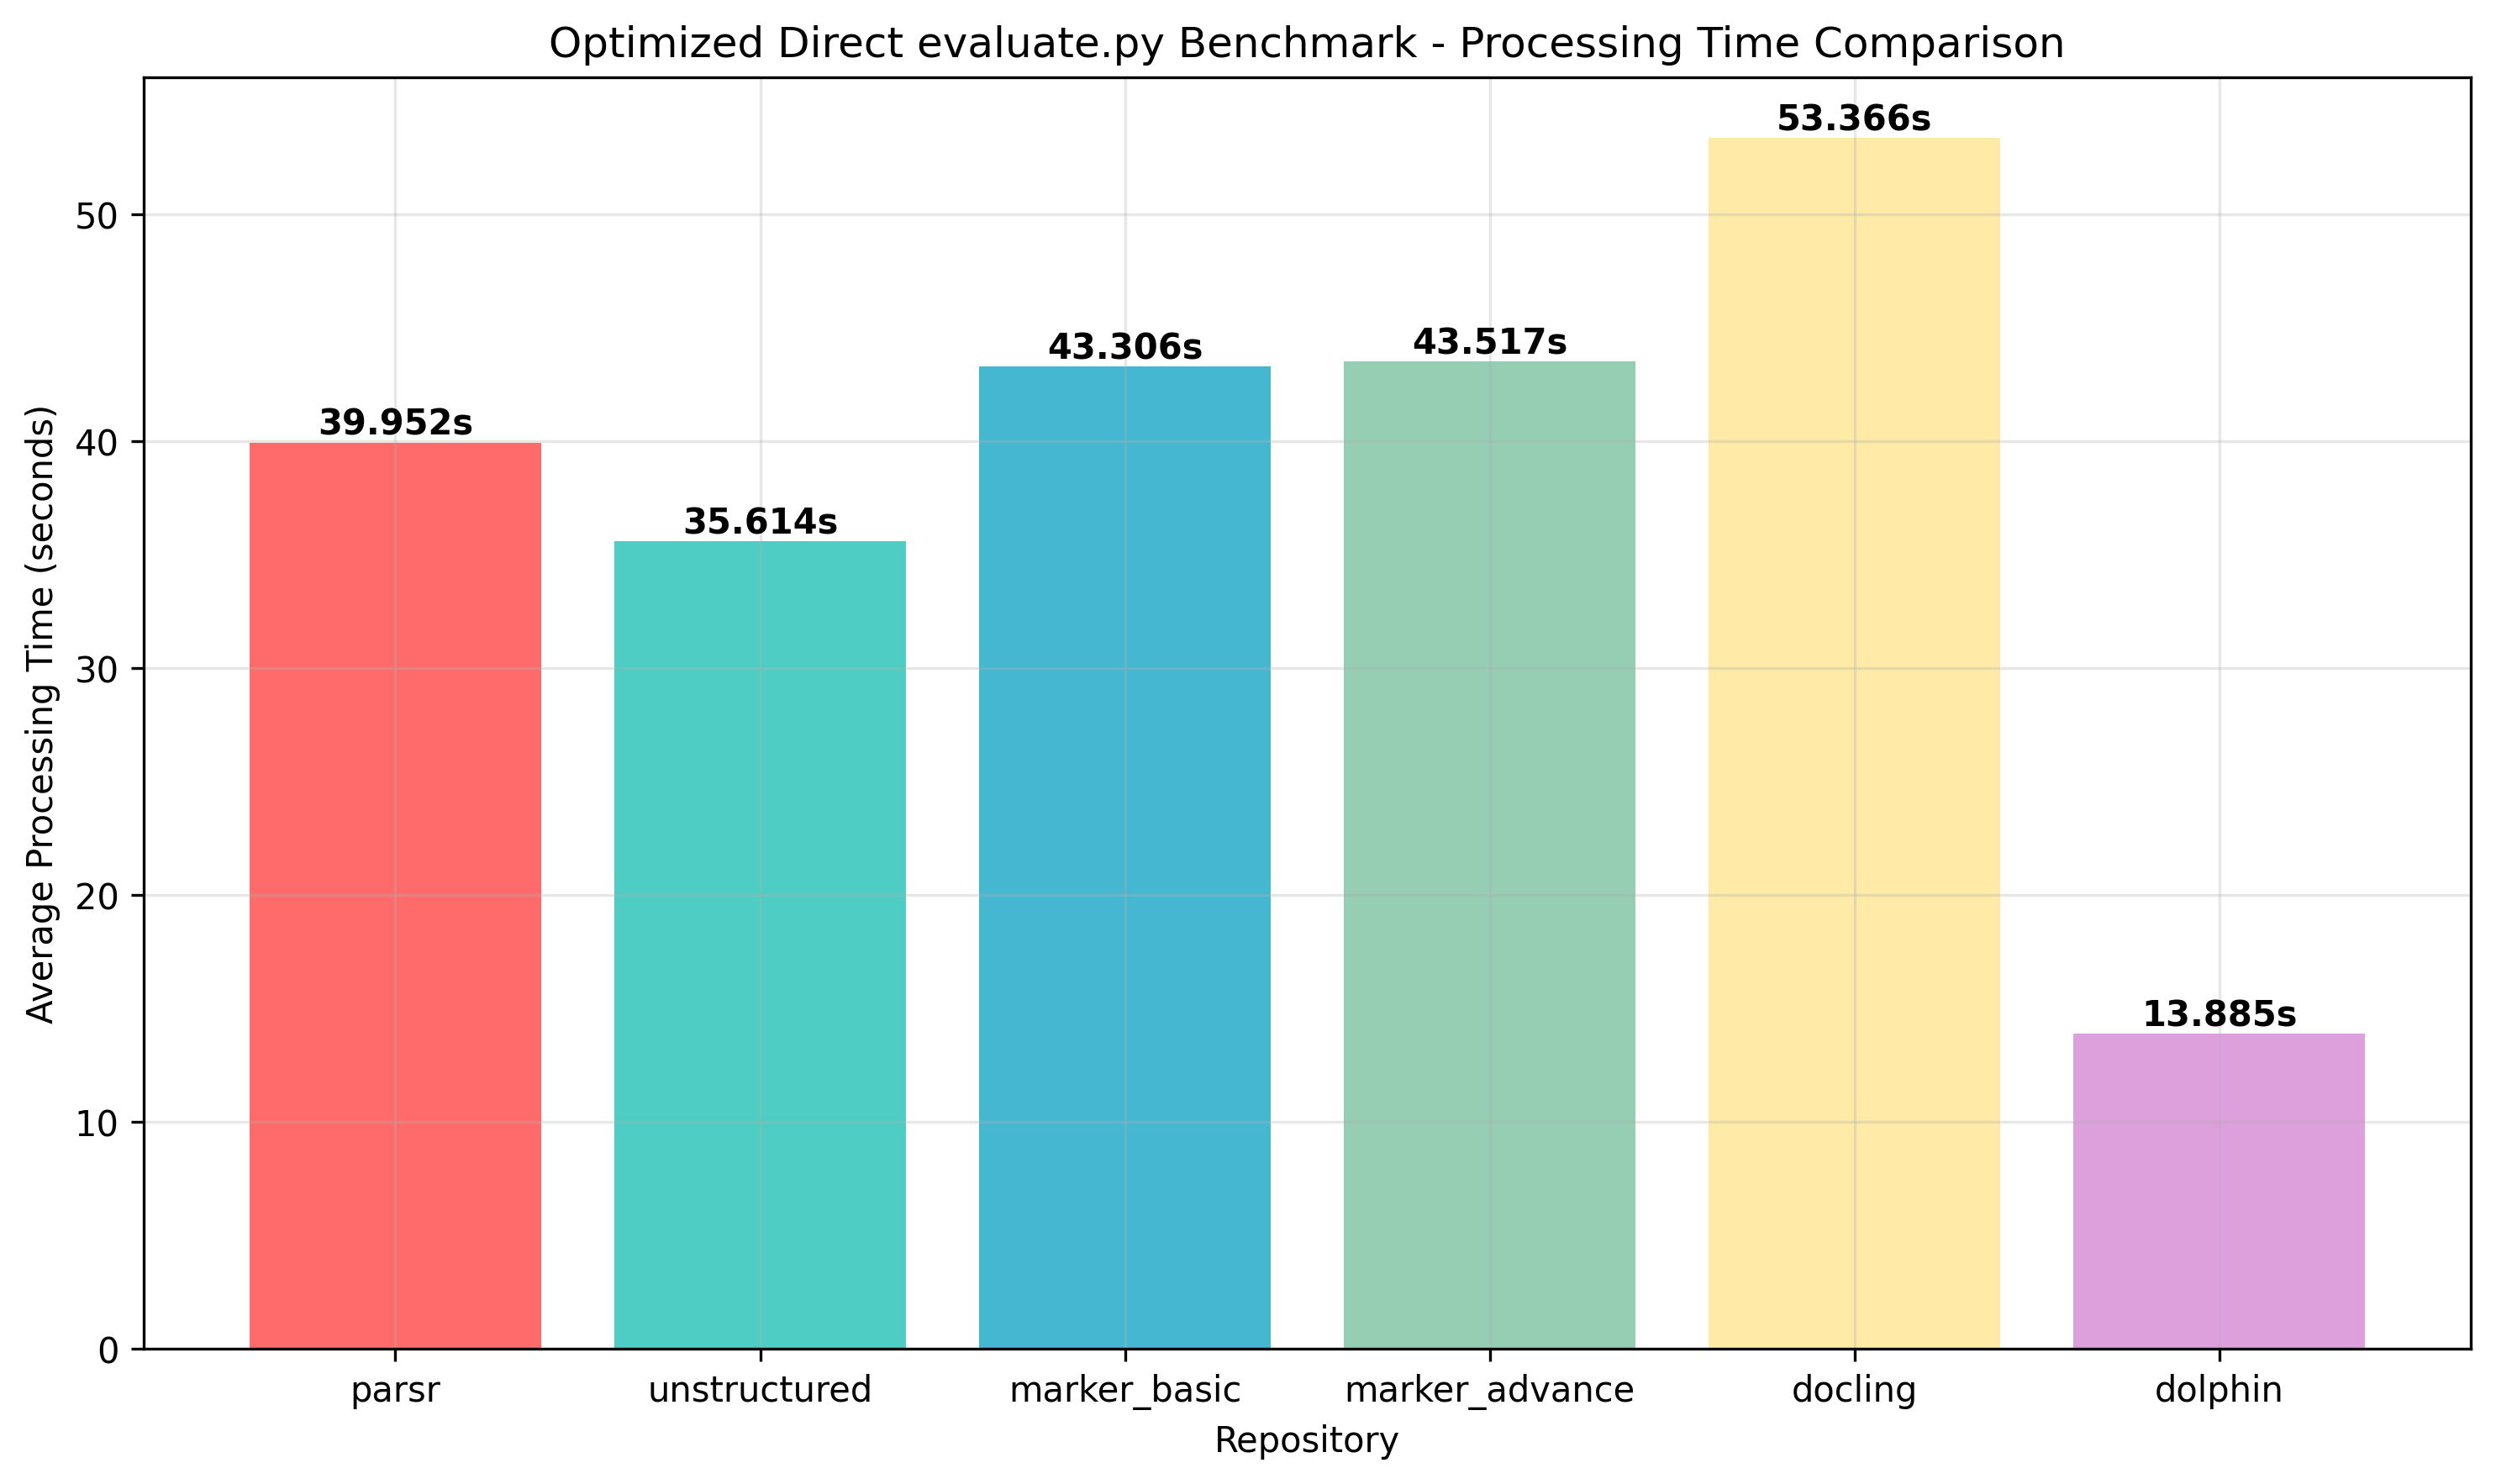 Optimized Direct evaluate.py Benchmark - Processing Time Comparison
Average Processing Time (seconds)
50
40
30
20
10
0
39.952s
35.614s
43.306s
43.517s
53.366s
13.885s
parsr
unstructured
marker_basic
marker_advance
docling
dolphin
Repository